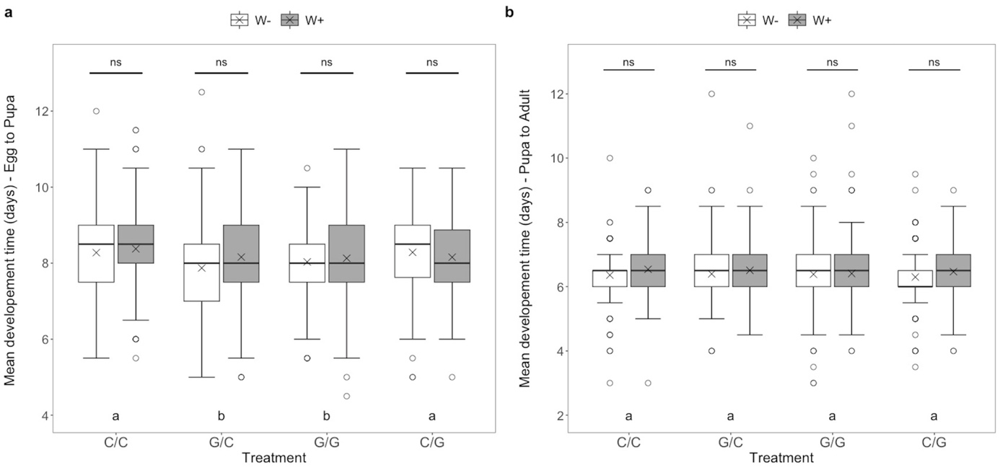 a
W- W+
Mean developement time (days) - Egg to Pupa
12
10
8
6
4
ns ns ns ns
a b b a
C/C G/C G/G C/G
Treatment
b
W- W+
Mean developement time (days) - Pupa to Adult
12
10
8
6
4
2
ns ns ns ns
a a a a
C/C G/C G/G C/G
Treatment